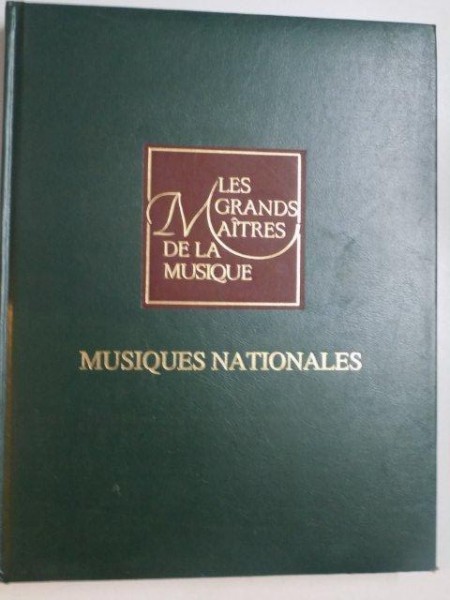 LES
GRANDS
MAÎTRES
DE LA
MUSIQUE
MUSIQUES NATIONALES